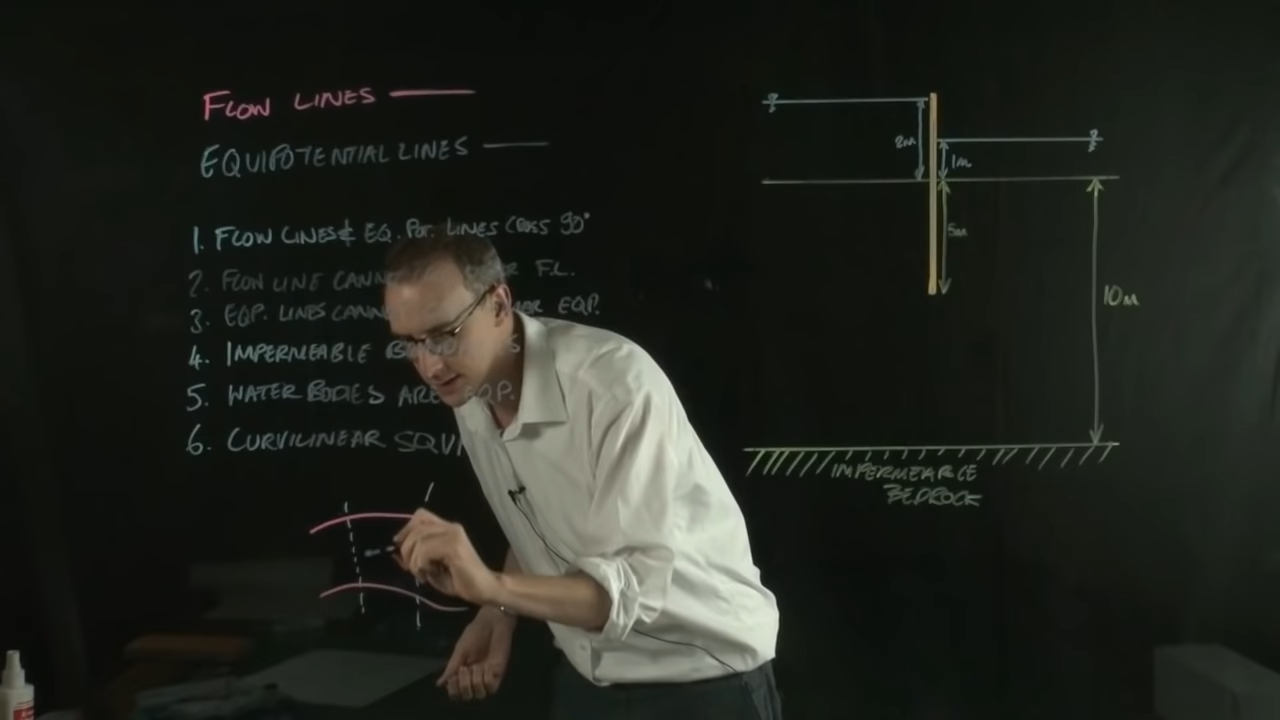 FLOW LINES
EQUIPOTENTIAL LINES
1. FLOW LINES & EQ. POT. LINES CROSS 90°
2. FLOW LINE CANN R F.L.
3. EQP. LINES CANN EQP.
4. IMPERMEABLE
5. WATER BODIES ARE EQP.
6. CURVILINEAR SQU
2m
1m
5m
10m
IMPERMEABLE
BEDROCK